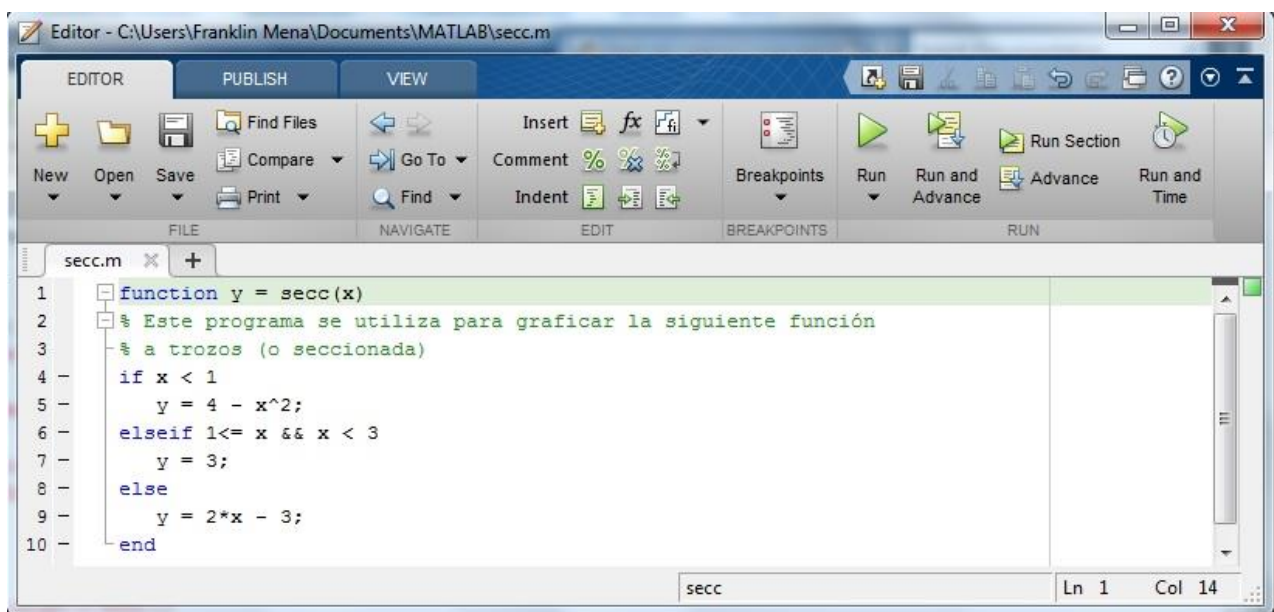 Editor - C:\Users\Franklin Mena\Documents\MATLAB\secc.m
EDITOR PUBLISH VIEW
New Open Save Find Files Compare Print
FILE
Go To Find
NAVIGATE
Insert fx
Comment
Indent
EDIT
Breakpoints
BREAKPOINTS
Run Run and Advance Run Section Advance Run and Time
RUN
secc.m
1 function y = secc(x)
2 % Este programa se utiliza para graficar la siguiente función
3 % a trozos (o seccionada)
4 – if x < 1
5 – y = 4 - x^2;
6 – elseif 1<= x && x < 3
7 – y = 3;
8 – else
9 – y = 2*x - 3;
10 – end
secc Ln 1 Col 14